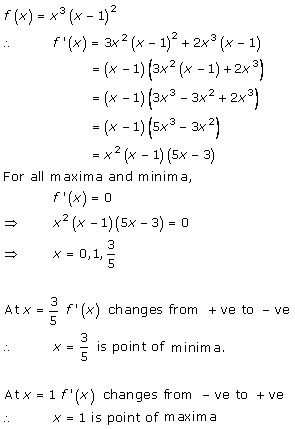 f(x) = x³(x − 1)²
∴ f'(x) = 3x²(x − 1)² + 2x³(x − 1)
= (x − 1)(3x²(x − 1) + 2x³)
= (x − 1)(3x³ − 3x² + 2x³)
= (x − 1)(5x³ − 3x²)
= x²(x − 1)(5x − 3)
For all maxima and minima,
f'(x) = 0
⇒ x²(x − 1)(5x − 3) = 0
⇒ x = 0, 1, 3/5
At x = 3/5 f'(x) changes from + ve to − ve
∴ x = 3/5 is point of minima.
At x = 1 f'(x) changes from − ve to + ve
∴ x = 1 is point of maxima